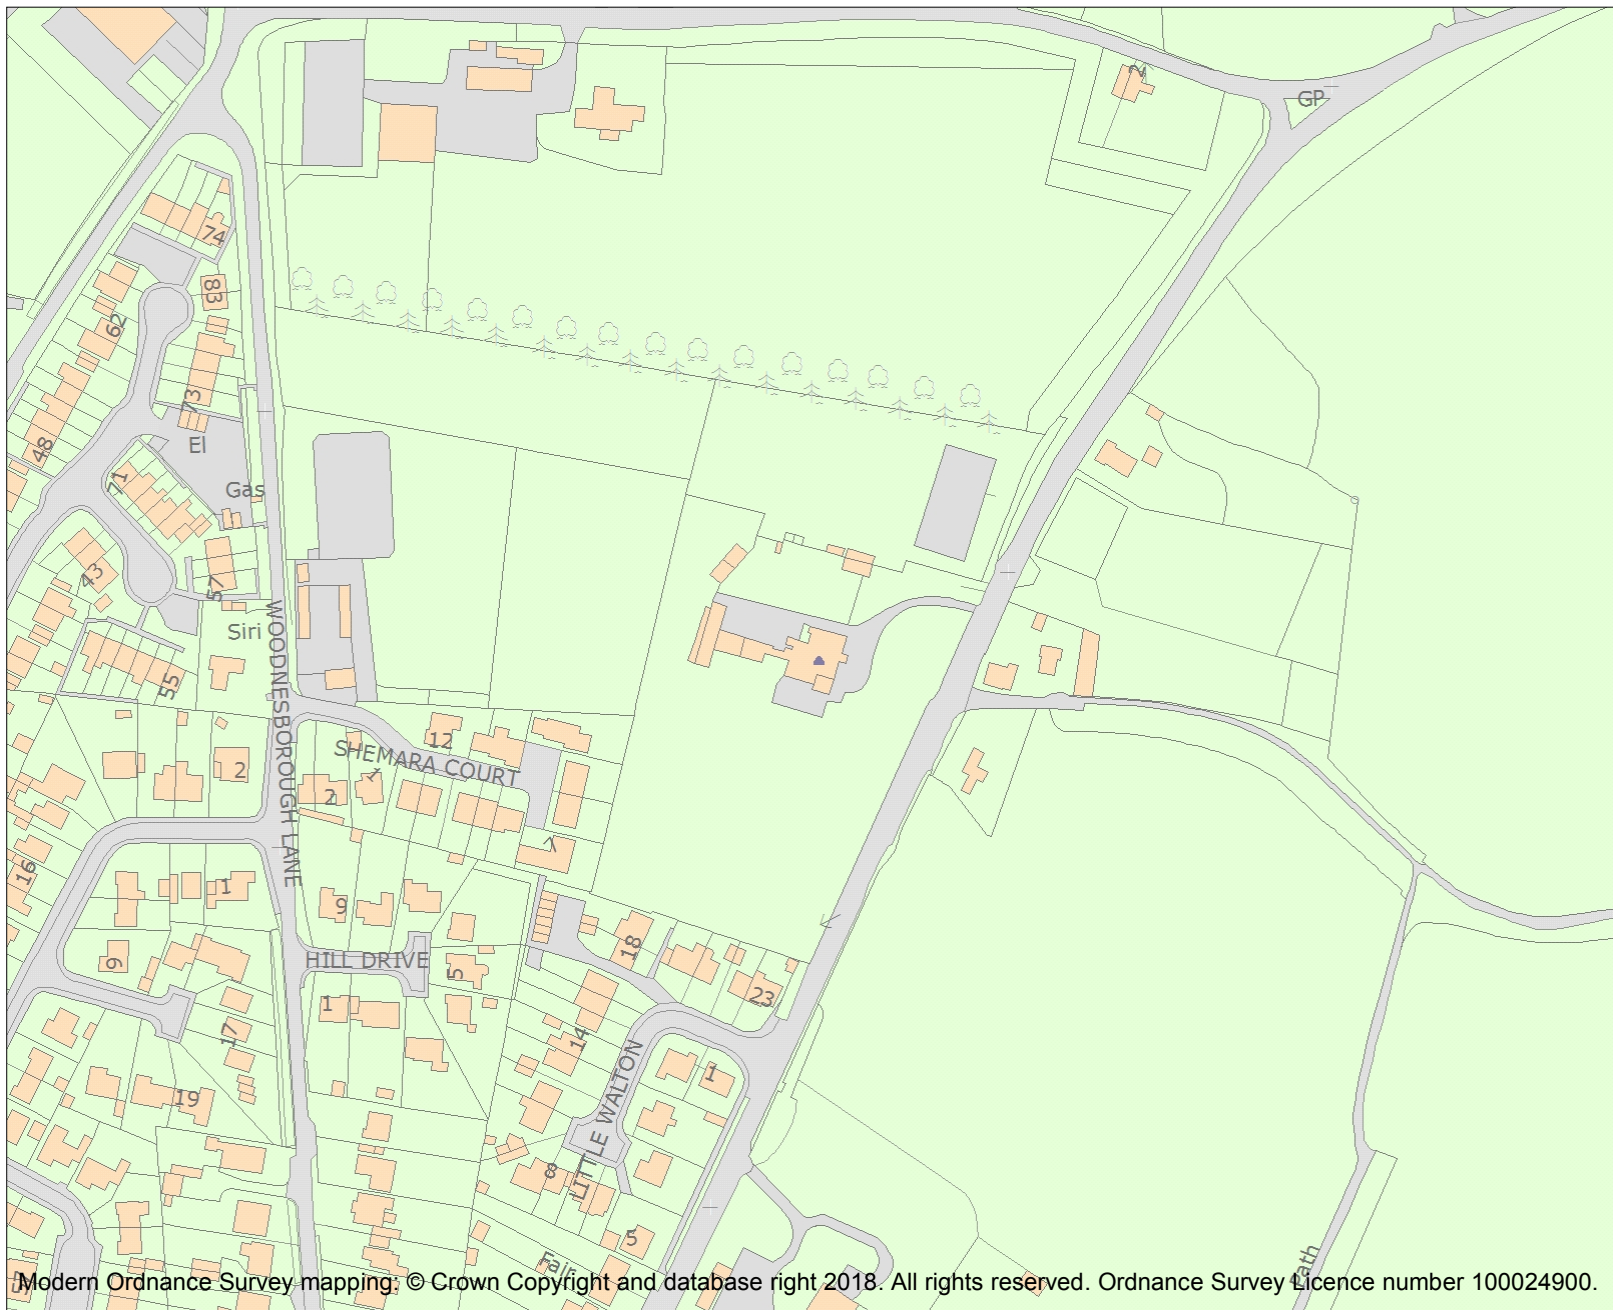 2
GP
74
83
62
73
El
48
71
Gas
43
57
Siri
55
WOODNESBOROUGH LANE
12
SHEMARA COURT
2
1
2
7
16
1
9
18
9
HILL DRIVE
5
23
1
17
14
1
19
LITTLE WALTON
8
5
Fair
Path
Modern Ordnance Survey mapping: © Crown Copyright and database right 2018. All rights reserved. Ordnance Survey Licence number 100024900.